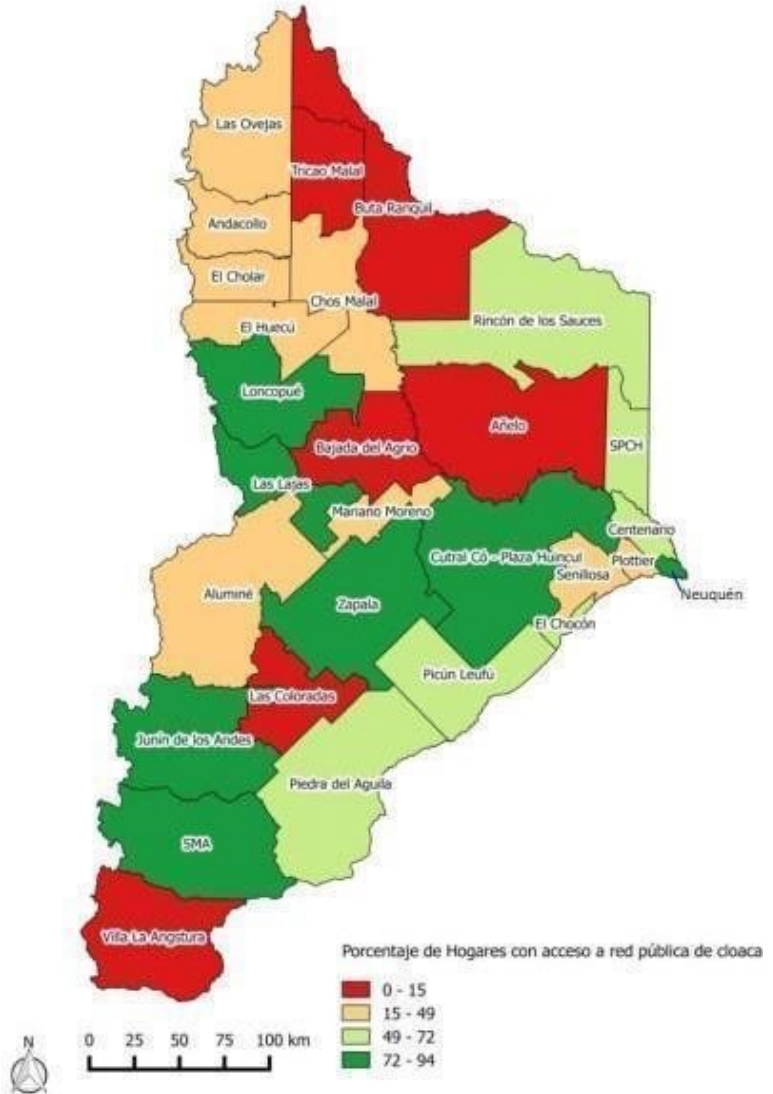 Las Ovejas
Tricao Malal
Buta Ranquil
Andacollo
El Cholar
Chos Malal
El Huecú
Rincón de los Sauces
Loncopué
Bajada del Agrio
Añelo
SPCH
Las Lajas
Mariano Moreno
Centenario
Cutral Có - Plaza Huincul
Plottier
Senillosa
Neuquén
Aluminé
Zapala
El Chocón
Picún Leufú
Las Coloradas
Junín de los Andes
Piedra del Aguila
SMA
Villa La Angstura
Porcentaje de Hogares con acceso a red pública de cloaca
0 - 15
15 - 49
49 - 72
72 - 94
N
0 25 50 75 100 km